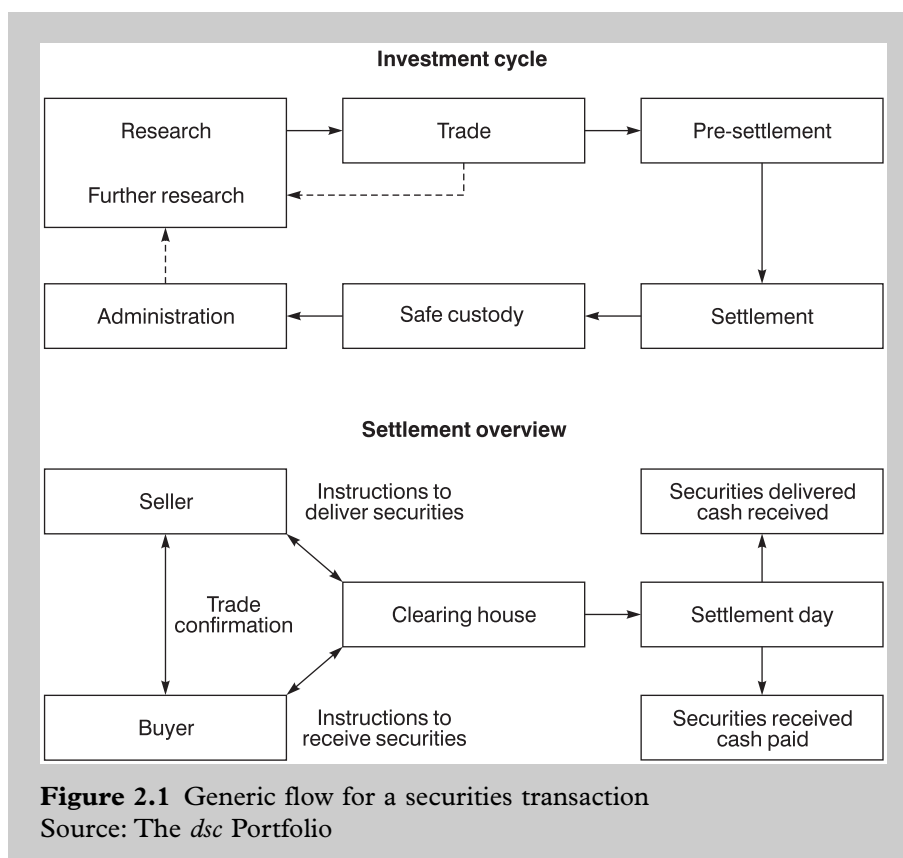 Investment cycle
Research
Trade
Pre-settlement
Further research
Administration
Safe custody
Settlement
Settlement overview
Seller
Instructions to
deliver securities
Securities delivered
cash received
Trade
confirmation
Clearing house
Settlement day
Buyer
Instructions to
receive securities
Securities received
cash paid
Figure 2.1 Generic flow for a securities transaction
Source: The dsc Portfolio